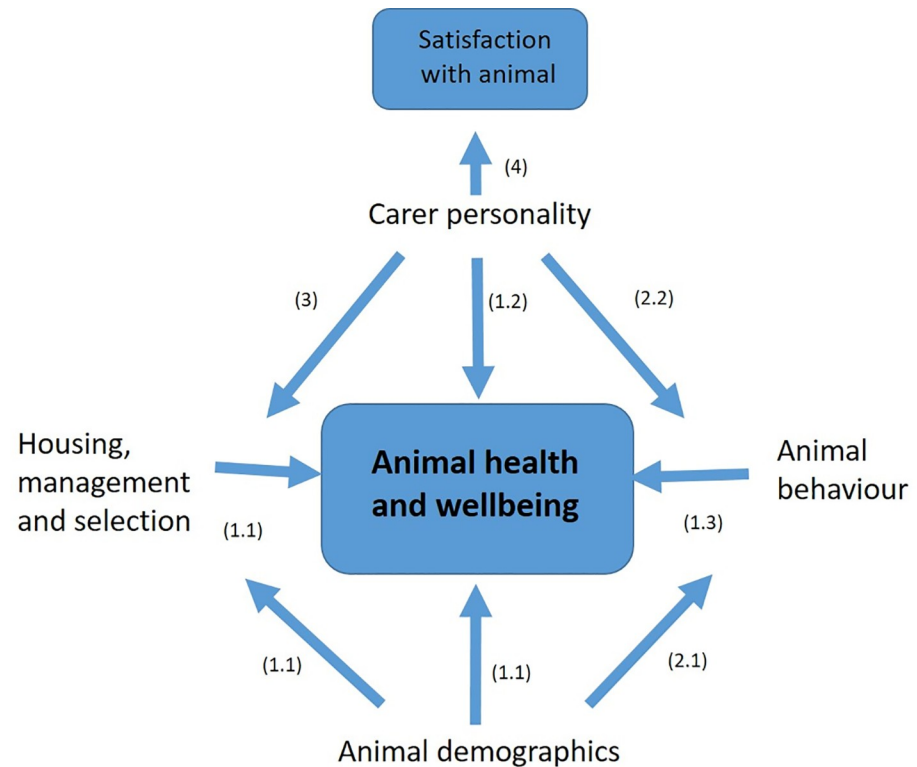 Satisfaction
with animal
(4)
Carer personality
(3)
(1.2)
(2.2)
Housing,
management
and selection
(1.1)
Animal health
and wellbeing
Animal
behaviour
(1.3)
(1.1)
(1.1)
(2.1)
Animal demographics